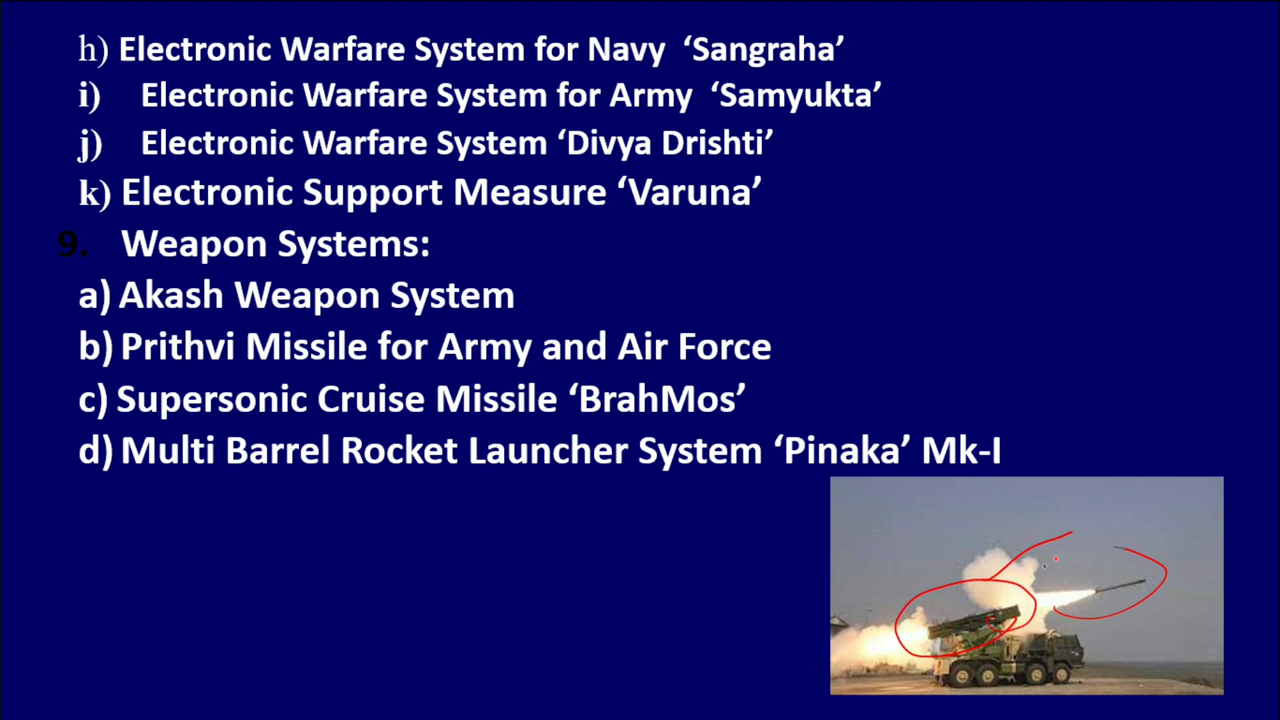 h) Electronic Warfare System for Navy ‘Sangraha’
i) Electronic Warfare System for Army ‘Samyukta’
j) Electronic Warfare System ‘Divya Drishti’
k) Electronic Support Measure ‘Varuna’
9. Weapon Systems:
a) Akash Weapon System
b) Prithvi Missile for Army and Air Force
c) Supersonic Cruise Missile ‘BrahMos’
d) Multi Barrel Rocket Launcher System ‘Pinaka’ Mk-I